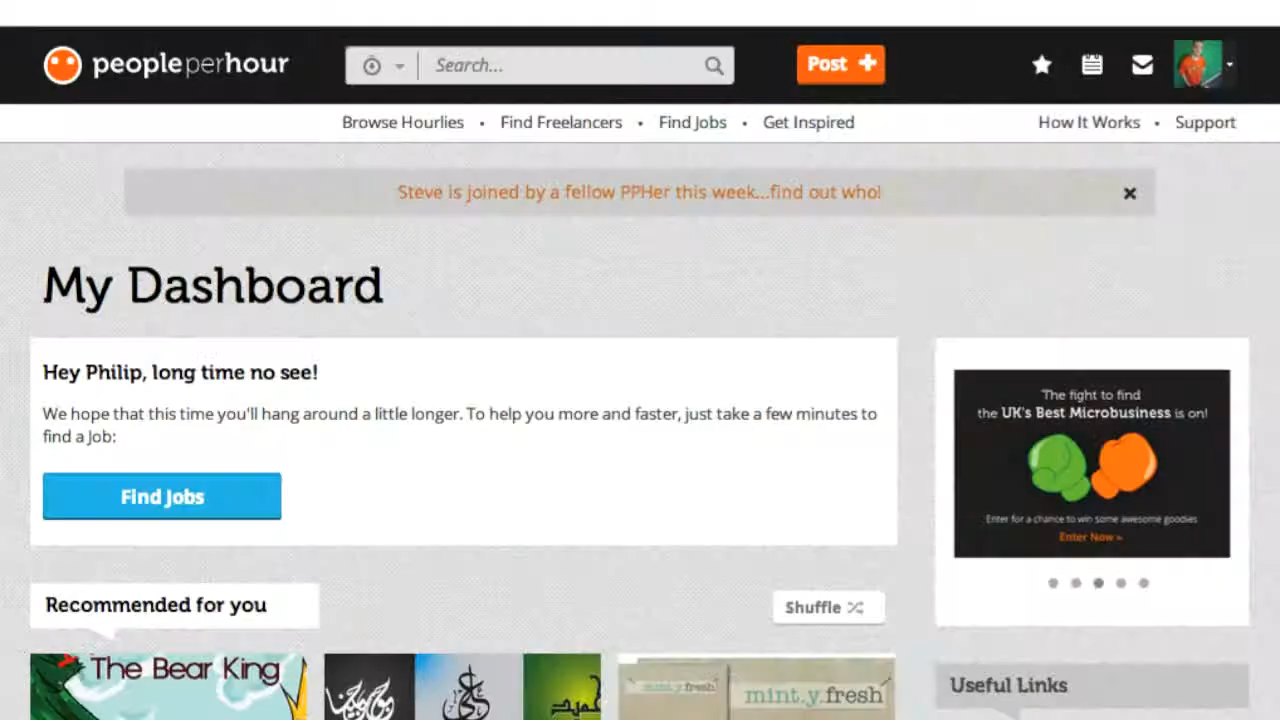 peopleperhour
Search...
Post
Browse Hourlies • Find Freelancers • Find Jobs • Get Inspired
How It Works • Support
Steve is joined by a fellow PPHer this week...find out who!
My Dashboard
Hey Philip, long time no see!
We hope that this time you'll hang around a little longer. To help you more and faster, just take a few minutes to
find a Job:
Find Jobs
The fight to find
the UK's Best Microbusiness is on!
Enter for a chance to win some awesome goodies
Enter Now »
Recommended for you
Shuffle
The Bear King
mint.y.fresh
mint.y.fresh
Useful Links